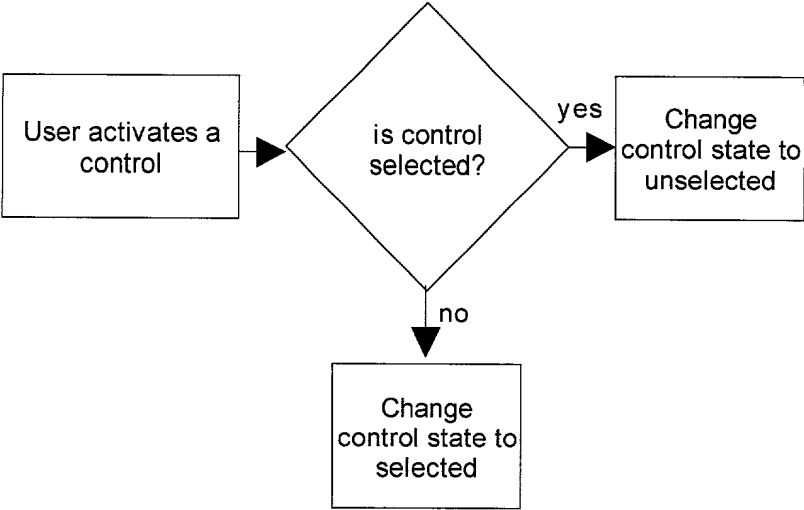 User activates a
control
is control
selected?
yes
Change
control state to
unselected
no
Change
control state to
selected